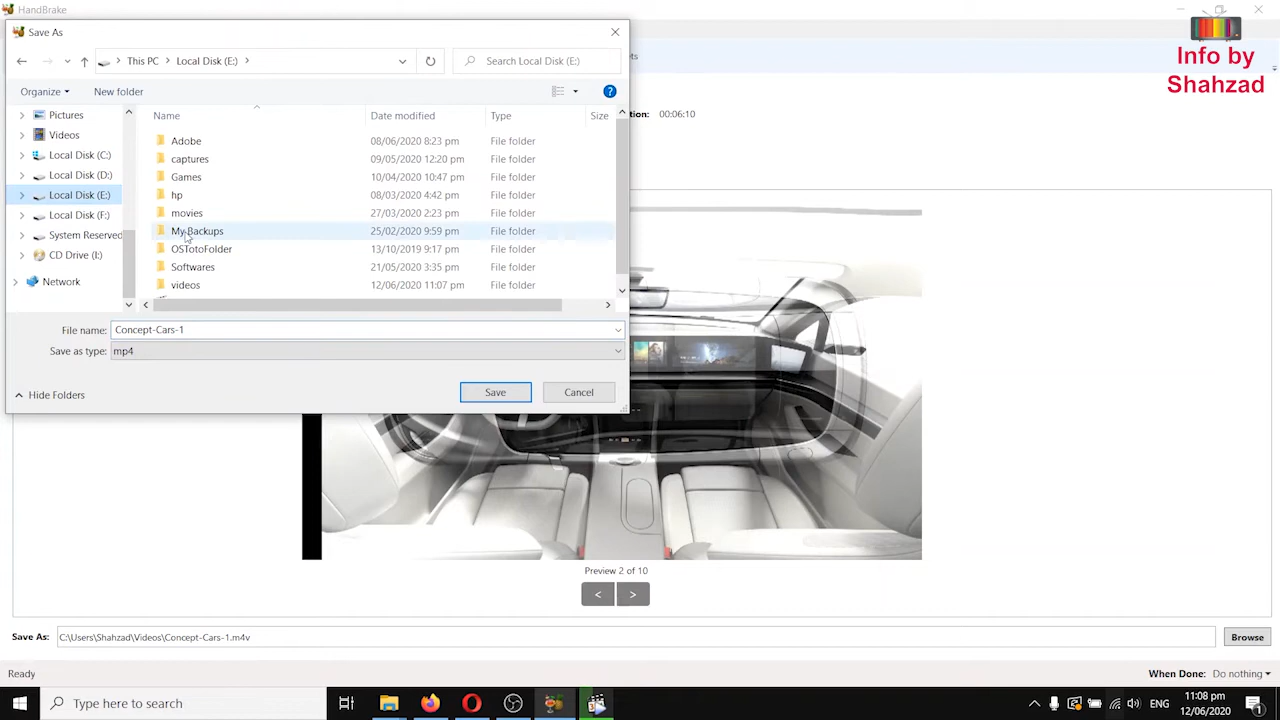 HandBrake
Save As
This PC
Local Disk (E:)
Search Local Disk (E:)
Organize
New folder
Name
Date modified
Type
Size
Pictures
Videos
Local Disk (C:)
Local Disk (D:)
Local Disk (E:)
Local Disk (F:)
System Reserved
CD Drive (I:)
Network
Adobe 08/06/2020 8:23 pm File folder
captures 09/05/2020 12:20 pm File folder
Games 10/04/2020 10:47 pm File folder
hp 08/03/2020 4:42 pm File folder
movies 27/03/2020 2:23 pm File folder
My Backups 25/02/2020 9:59 pm File folder
OSTotoFolder 13/10/2019 9:17 pm File folder
Softwares 21/05/2020 3:35 pm File folder
videos 12/06/2020 11:07 pm File folder
File name: Concept-Cars-1
Save as type: mp4
Hide Folders
Save
Cancel
ets
tion: 00:06:10
Info by
Shahzad
Preview 2 of 10
< >
Save As: C:\Users\Shahzad\Videos\Concept-Cars-1.m4v
Browse
Ready
When Done: Do nothing
Type here to search
ENG
11:08 pm
12/06/2020
1